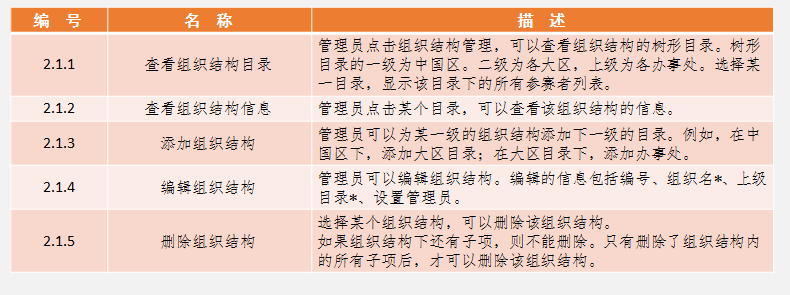 编 号 名 称 描 述
2.1.1 查看组织结构目录 管理员点击组织结构管理，可以查看组织结构的树形目录。树形
目录的一级为中国区。二级为各大区，上级为各办事处。选择某
一目录，显示该目录下的所有参赛者列表。
2.1.2 查看组织结构信息 管理员点击某个目录，可以查看该组织结构的信息。
2.1.3 添加组织结构 管理员可以为某一级的组织结构添加下一级的目录。例如，在中
国区下，添加大区目录；在大区目录下，添加办事处。
2.1.4 编辑组织结构 管理员可以编辑组织结构。编辑的信息包括编号、组织名*、上级
目录*、设置管理员。
2.1.5 删除组织结构 选择某个组织结构，可以删除该组织结构。
如果组织结构下还有子项，则不能删除。只有删除了组织结构内
的所有子项后，才可以删除该组织结构。